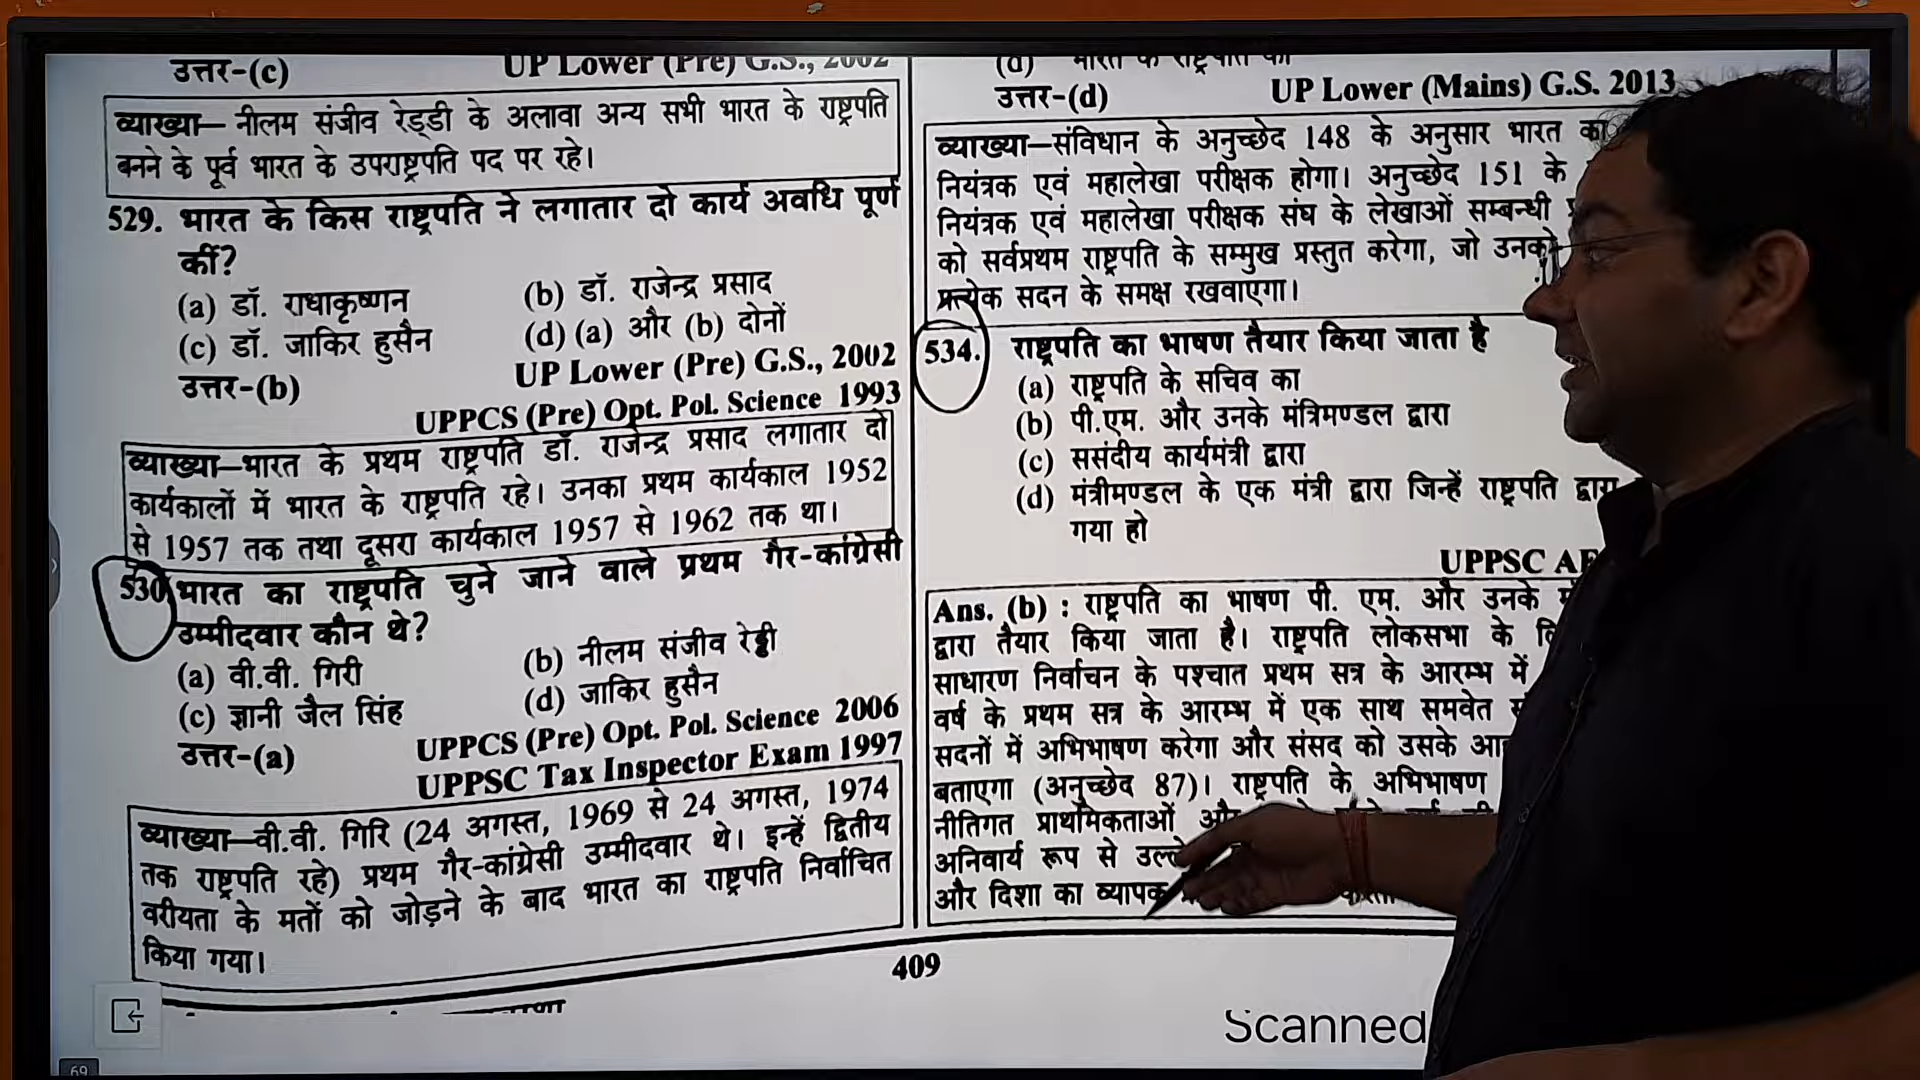 उत्तर-(c) UP Lower (Pre) G.S., 2002
व्याख्या— नीलम संजीव रेड्डी के अलावा अन्य सभी भारत के राष्ट्रपति
बनने के पूर्व भारत के उपराष्ट्रपति पद पर रहे।
529. भारत के किस राष्ट्रपति ने लगातार दो कार्य अवधि पूर्ण
कीं?
(a) डॉ. राधाकृष्णन (b) डॉ. राजेन्द्र प्रसाद
(c) डॉ. जाकिर हुसैन (d) (a) और (b) दोनों
उत्तर-(b) UP Lower (Pre) G.S., 2002
UPPCS (Pre) Opt. Pol. Science 1993
व्याख्या—भारत के प्रथम राष्ट्रपति डॉ. राजेन्द्र प्रसाद लगातार दो
कार्यकालों में भारत के राष्ट्रपति रहे। उनका प्रथम कार्यकाल 1952
से 1957 तक तथा दूसरा कार्यकाल 1957 से 1962 तक था।
530 भारत का राष्ट्रपति चुने जाने वाले प्रथम गैर-कांग्रेसी
उम्मीदवार कौन थे?
(a) वी.वी. गिरी (b) नीलम संजीव रेड्डी
(c) ज्ञानी जैल सिंह (d) जाकिर हुसैन
उत्तर-(a) UPPCS (Pre) Opt. Pol. Science 2006
UPPSC Tax Inspector Exam 1997
व्याख्या—वी.वी. गिरि (24 अगस्त, 1969 से 24 अगस्त, 1974
तक राष्ट्रपति रहे) प्रथम गैर-कांग्रेसी उम्मीदवार थे। इन्हें द्वितीय
वरीयता के मतों को जोड़ने के बाद भारत का राष्ट्रपति निर्वाचित
किया गया।
(d) भारत के राष्ट्रपति को
उत्तर-(d) UP Lower (Mains) G.S. 2013
व्याख्या—संविधान के अनुच्छेद 148 के अनुसार भारत का
नियंत्रक एवं महालेखा परीक्षक होगा। अनुच्छेद 151 के
नियंत्रक एवं महालेखा परीक्षक संघ के लेखाओं सम्बन्धी
को सर्वप्रथम राष्ट्रपति के सम्मुख प्रस्तुत करेगा, जो उनको
प्रत्येक सदन के समक्ष रखवाएगा।
534. राष्ट्रपति का भाषण तैयार किया जाता है
(a) राष्ट्रपति के सचिव का
(b) पी.एम. और उनके मंत्रिमण्डल द्वारा
(c) ससंदीय कार्यमंत्री द्वारा
(d) मंत्रीमण्डल के एक मंत्री द्वारा जिन्हें राष्ट्रपति द्वारा
गया हो
UPPSC
Ans. (b) : राष्ट्रपति का भाषण पी. एम. और उनके
द्वारा तैयार किया जाता है। राष्ट्रपति लोकसभा के
साधारण निर्वाचन के पश्चात प्रथम सत्र के आरम्भ में
वर्ष के प्रथम सत्र के आरम्भ में एक साथ समवेत
सदनों में अभिभाषण करेगा और संसद को उसके
बताएगा (अनुच्छेद 87)। राष्ट्रपति के अभिभाषण
नीतिगत प्राथमिकताओं
अनिवार्य रूप से
और दिशा का व्यापक
409
Scanned
69